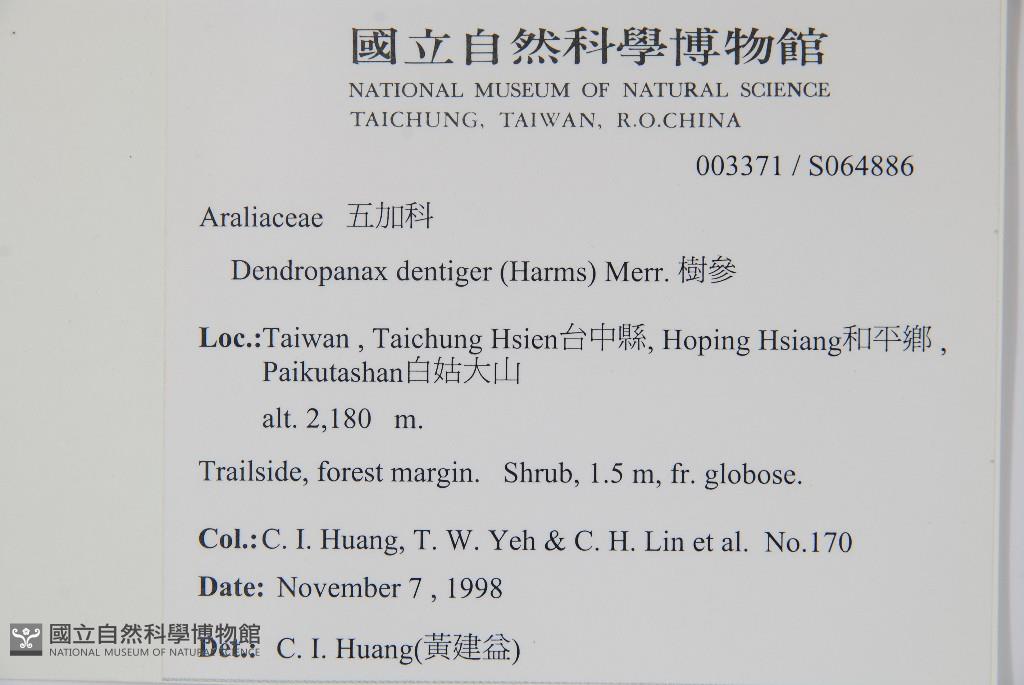 國立自然科學博物館
NATIONAL MUSEUM OF NATURAL SCIENCE
TAICHUNG, TAIWAN, R.O.CHINA
003371 / S064886
Araliaceae 五加科
Dendropanax dentiger (Harms) Merr. 樹參
Loc.:Taiwan , Taichung Hsien台中縣, Hoping Hsiang和平鄉 ,
Paikutashan白姑大山
alt. 2,180 m.
Trailside, forest margin. Shrub, 1.5 m, fr. globose.
Col.: C. I. Huang, T. W. Yeh & C. H. Lin et al. No.170
Date: November 7 , 1998
Det.: C. I. Huang(黃建益)
國立自然科學博物館
NATIONAL MUSEUM OF NATURAL SCIENCE